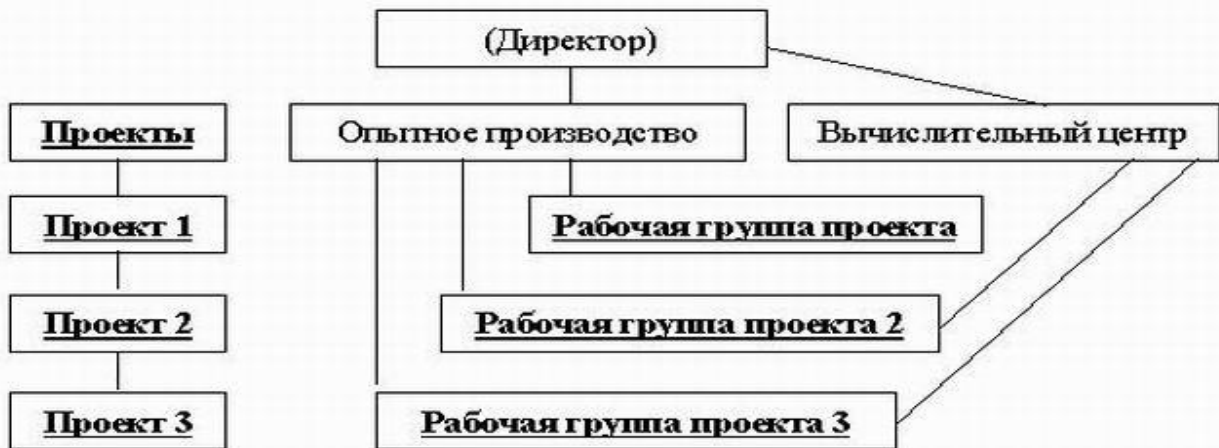 (Директор)
Проекты
Опытное производство
Вычислительный центр
Проект 1
Рабочая группа проекта
Проект 2
Рабочая группа проекта 2
Проект 3
Рабочая группа проекта 3